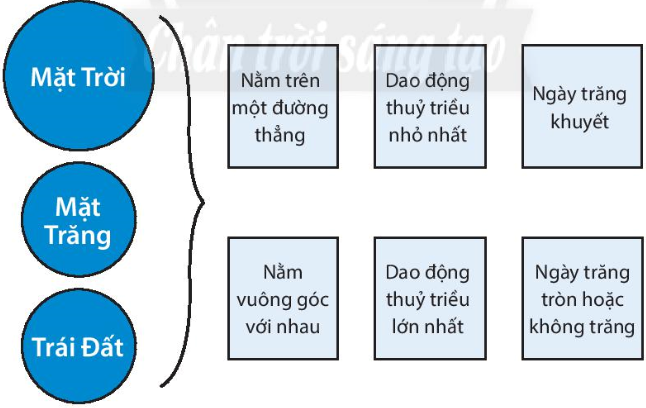 Chân trời sáng tạo
Mặt Trời
Mặt
Trăng
Trái Đất
Nằm trên
một đường
thẳng
Dao động
thuỷ triều
nhỏ nhất
Ngày trăng
khuyết
Nằm
vuông góc
với nhau
Dao động
thuỷ triều
lớn nhất
Ngày trăng
tròn hoặc
không trăng